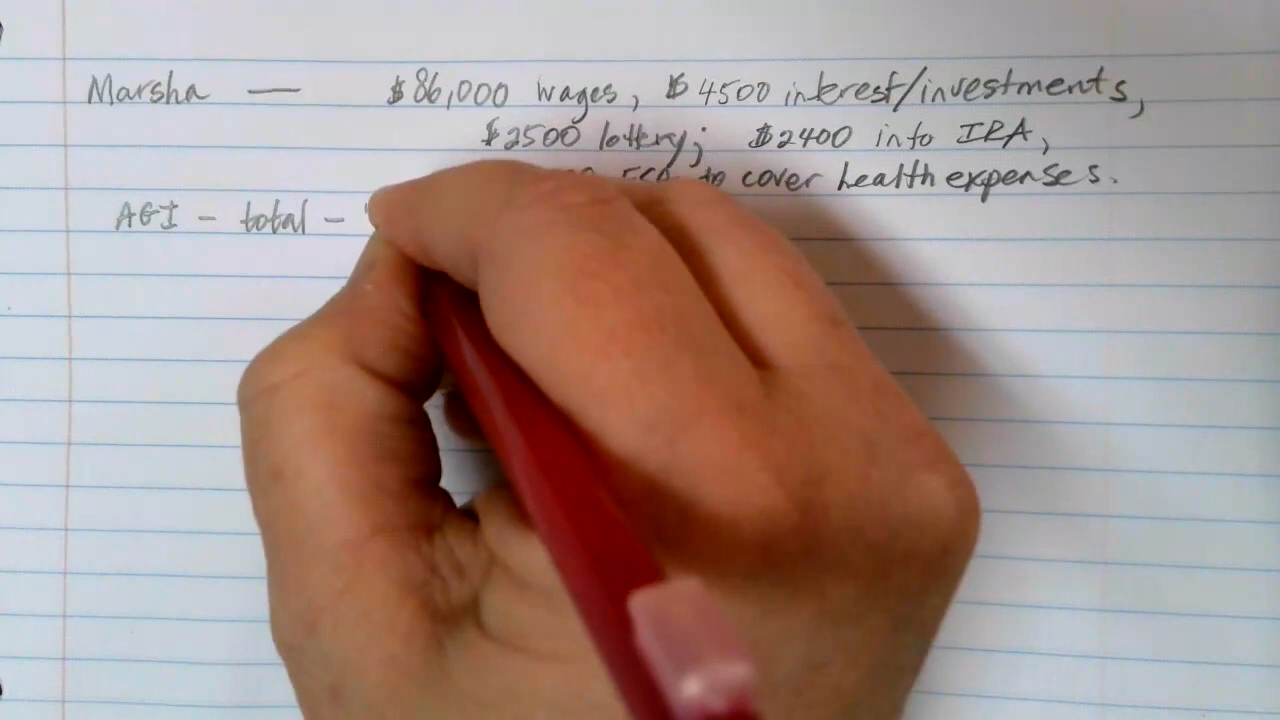 Marsha — $86,000 wages, $4500 interest/investments,
$2500 lottery; $2400 into IRA,
to cover health expenses.
AGI - total -